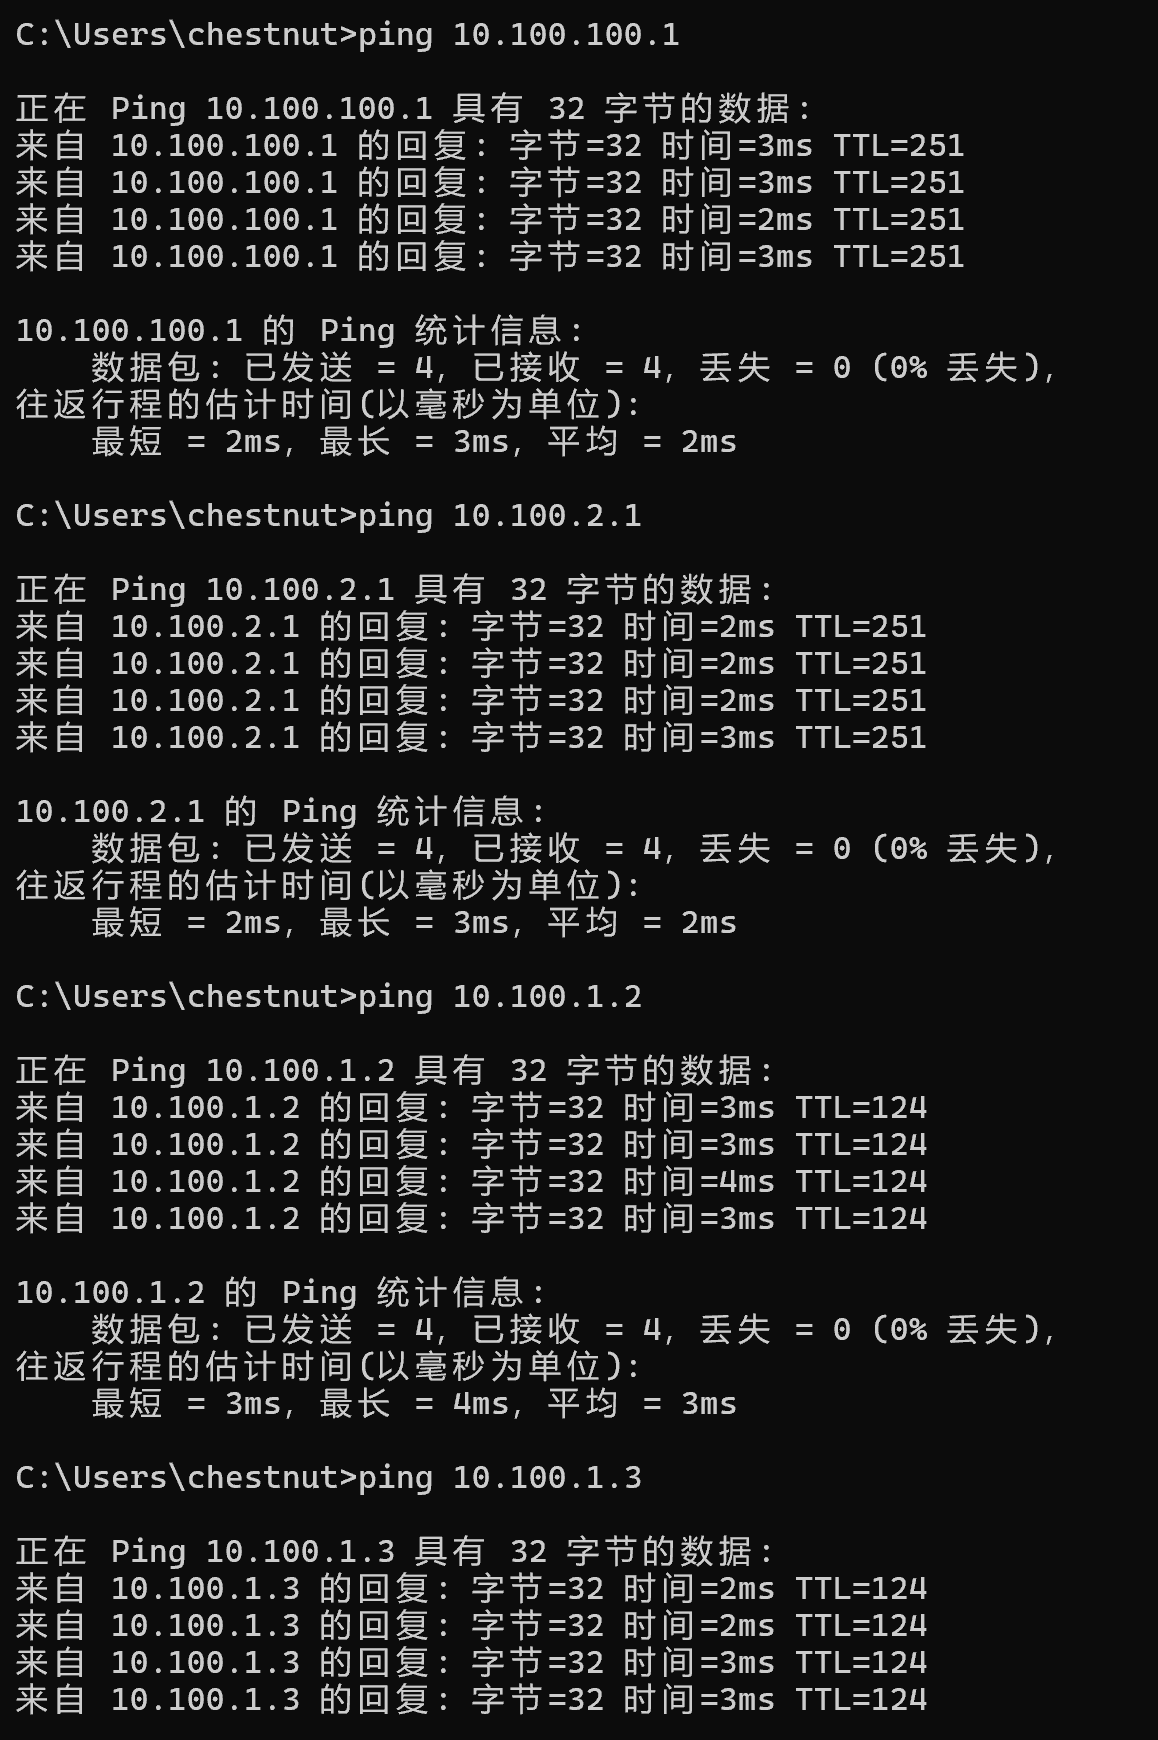 C:\Users\chestnut>ping 10.100.100.1
正在 Ping 10.100.100.1 具有 32 字节的数据:
来自 10.100.100.1 的回复: 字节=32 时间=3ms TTL=251
来自 10.100.100.1 的回复: 字节=32 时间=3ms TTL=251
来自 10.100.100.1 的回复: 字节=32 时间=2ms TTL=251
来自 10.100.100.1 的回复: 字节=32 时间=3ms TTL=251
10.100.100.1 的 Ping 统计信息:
数据包: 已发送 = 4, 已接收 = 4, 丢失 = 0 (0% 丢失),
往返行程的估计时间(以毫秒为单位):
最短 = 2ms, 最长 = 3ms, 平均 = 2ms
C:\Users\chestnut>ping 10.100.2.1
正在 Ping 10.100.2.1 具有 32 字节的数据:
来自 10.100.2.1 的回复: 字节=32 时间=2ms TTL=251
来自 10.100.2.1 的回复: 字节=32 时间=2ms TTL=251
来自 10.100.2.1 的回复: 字节=32 时间=2ms TTL=251
来自 10.100.2.1 的回复: 字节=32 时间=3ms TTL=251
10.100.2.1 的 Ping 统计信息:
数据包: 已发送 = 4, 已接收 = 4, 丢失 = 0 (0% 丢失),
往返行程的估计时间(以毫秒为单位):
最短 = 2ms, 最长 = 3ms, 平均 = 2ms
C:\Users\chestnut>ping 10.100.1.2
正在 Ping 10.100.1.2 具有 32 字节的数据:
来自 10.100.1.2 的回复: 字节=32 时间=3ms TTL=124
来自 10.100.1.2 的回复: 字节=32 时间=3ms TTL=124
来自 10.100.1.2 的回复: 字节=32 时间=4ms TTL=124
来自 10.100.1.2 的回复: 字节=32 时间=3ms TTL=124
10.100.1.2 的 Ping 统计信息:
数据包: 已发送 = 4, 已接收 = 4, 丢失 = 0 (0% 丢失),
往返行程的估计时间(以毫秒为单位):
最短 = 3ms, 最长 = 4ms, 平均 = 3ms
C:\Users\chestnut>ping 10.100.1.3
正在 Ping 10.100.1.3 具有 32 字节的数据:
来自 10.100.1.3 的回复: 字节=32 时间=2ms TTL=124
来自 10.100.1.3 的回复: 字节=32 时间=2ms TTL=124
来自 10.100.1.3 的回复: 字节=32 时间=3ms TTL=124
来自 10.100.1.3 的回复: 字节=32 时间=3ms TTL=124